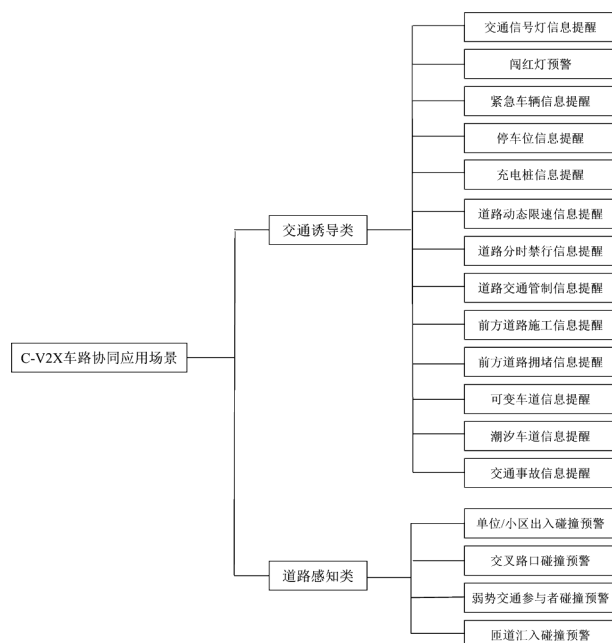 交通信号灯信息提醒
闯红灯预警
紧急车辆信息提醒
停车位信息提醒
充电桩信息提醒
道路动态限速信息提醒
交通诱导类
道路分时禁行信息提醒
道路交通管制信息提醒
前方道路施工信息提醒
C-V2X车路协同应用场景
前方道路拥堵信息提醒
可变车道信息提醒
潮汐车道信息提醒
交通事故信息提醒
单位/小区出入碰撞预警
交叉路口碰撞预警
道路感知类
弱势交通参与者碰撞预警
匝道汇入碰撞预警